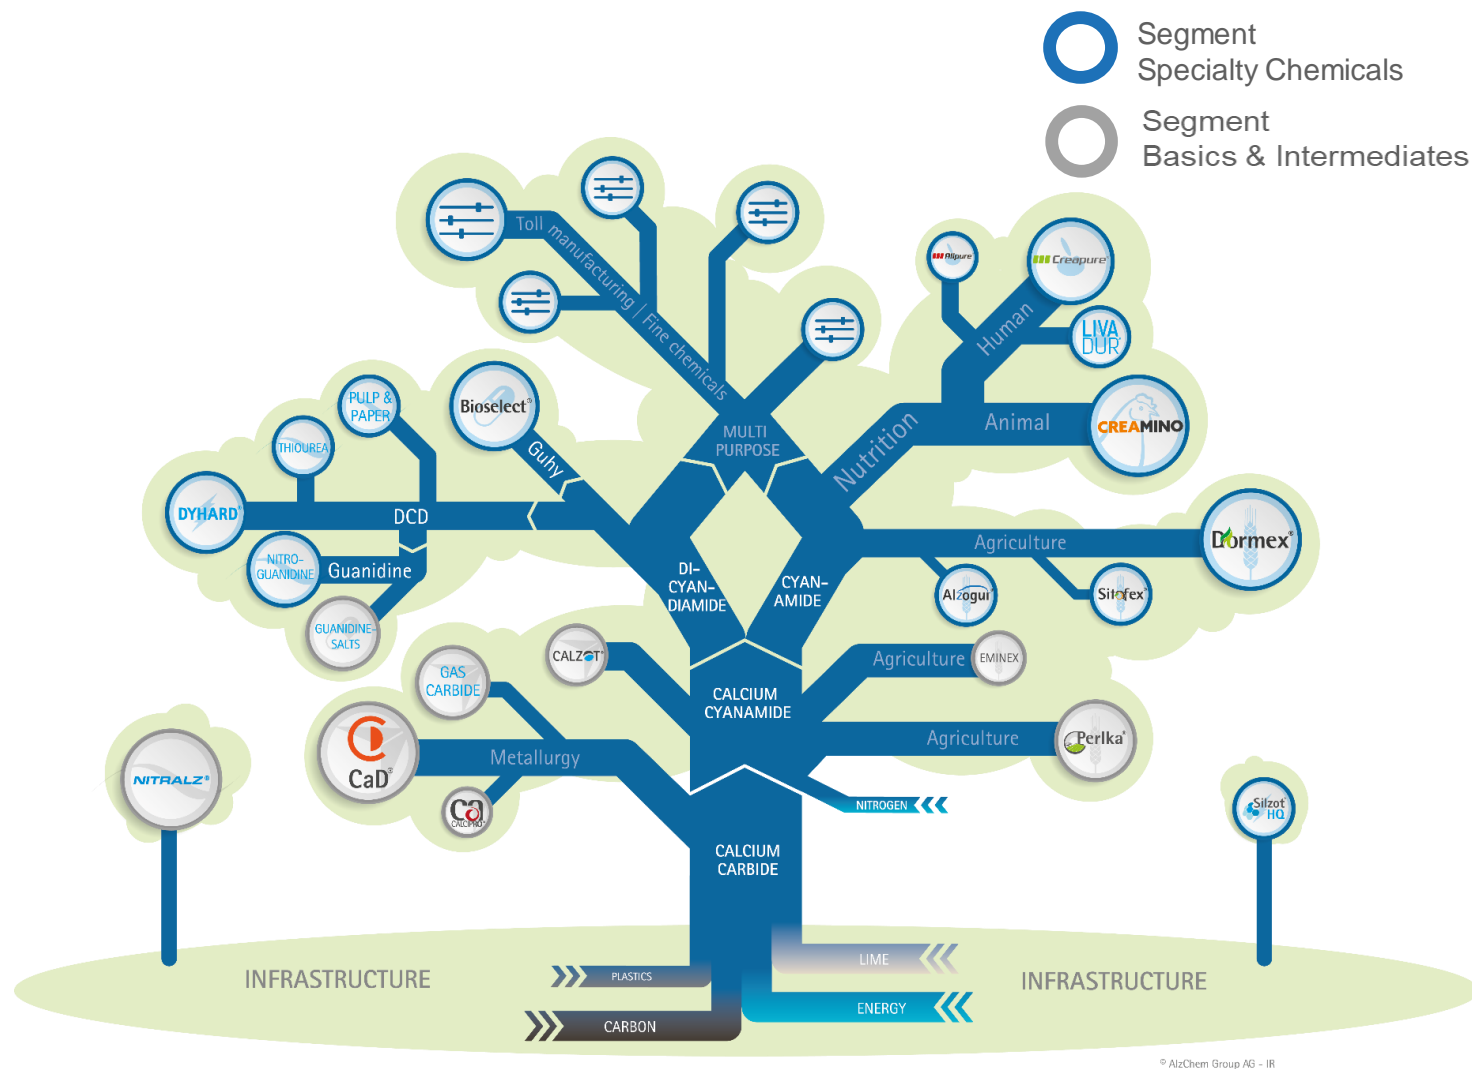 Segment
Specialty Chemicals
Segment
Basics & Intermediates
Toll manufacturing | Fine chemicals
Alipure®
Creapure®
Human
LIVA
DUR®
PULP &
PAPER
Bioselect®
THIOUREA
Guhy
MULTI
PURPOSE
Nutrition
Animal
CREAMINO
DYHARD®
DCD
NITRO-
GUANIDINE
Guanidine
GUANIDINE-
SALTS
DI-
CYAN-
DIAMIDE
CYAN-
AMIDE
Agriculture
Dormex®
Alzogur®
Sitofex®
CALZOT®
GAS
CARBIDE
CALCIUM
CYANAMIDE
Agriculture
EMINEX
Agriculture
Perlka®
CaD®
Metallurgy
ca
CALCIPRO®
NITROGEN
NITRALZ®
Silzot®
HQ
CALCIUM
CARBIDE
INFRASTRUCTURE
PLASTICS
LIME
CARBON
ENERGY
INFRASTRUCTURE
© AlzChem Group AG - IR